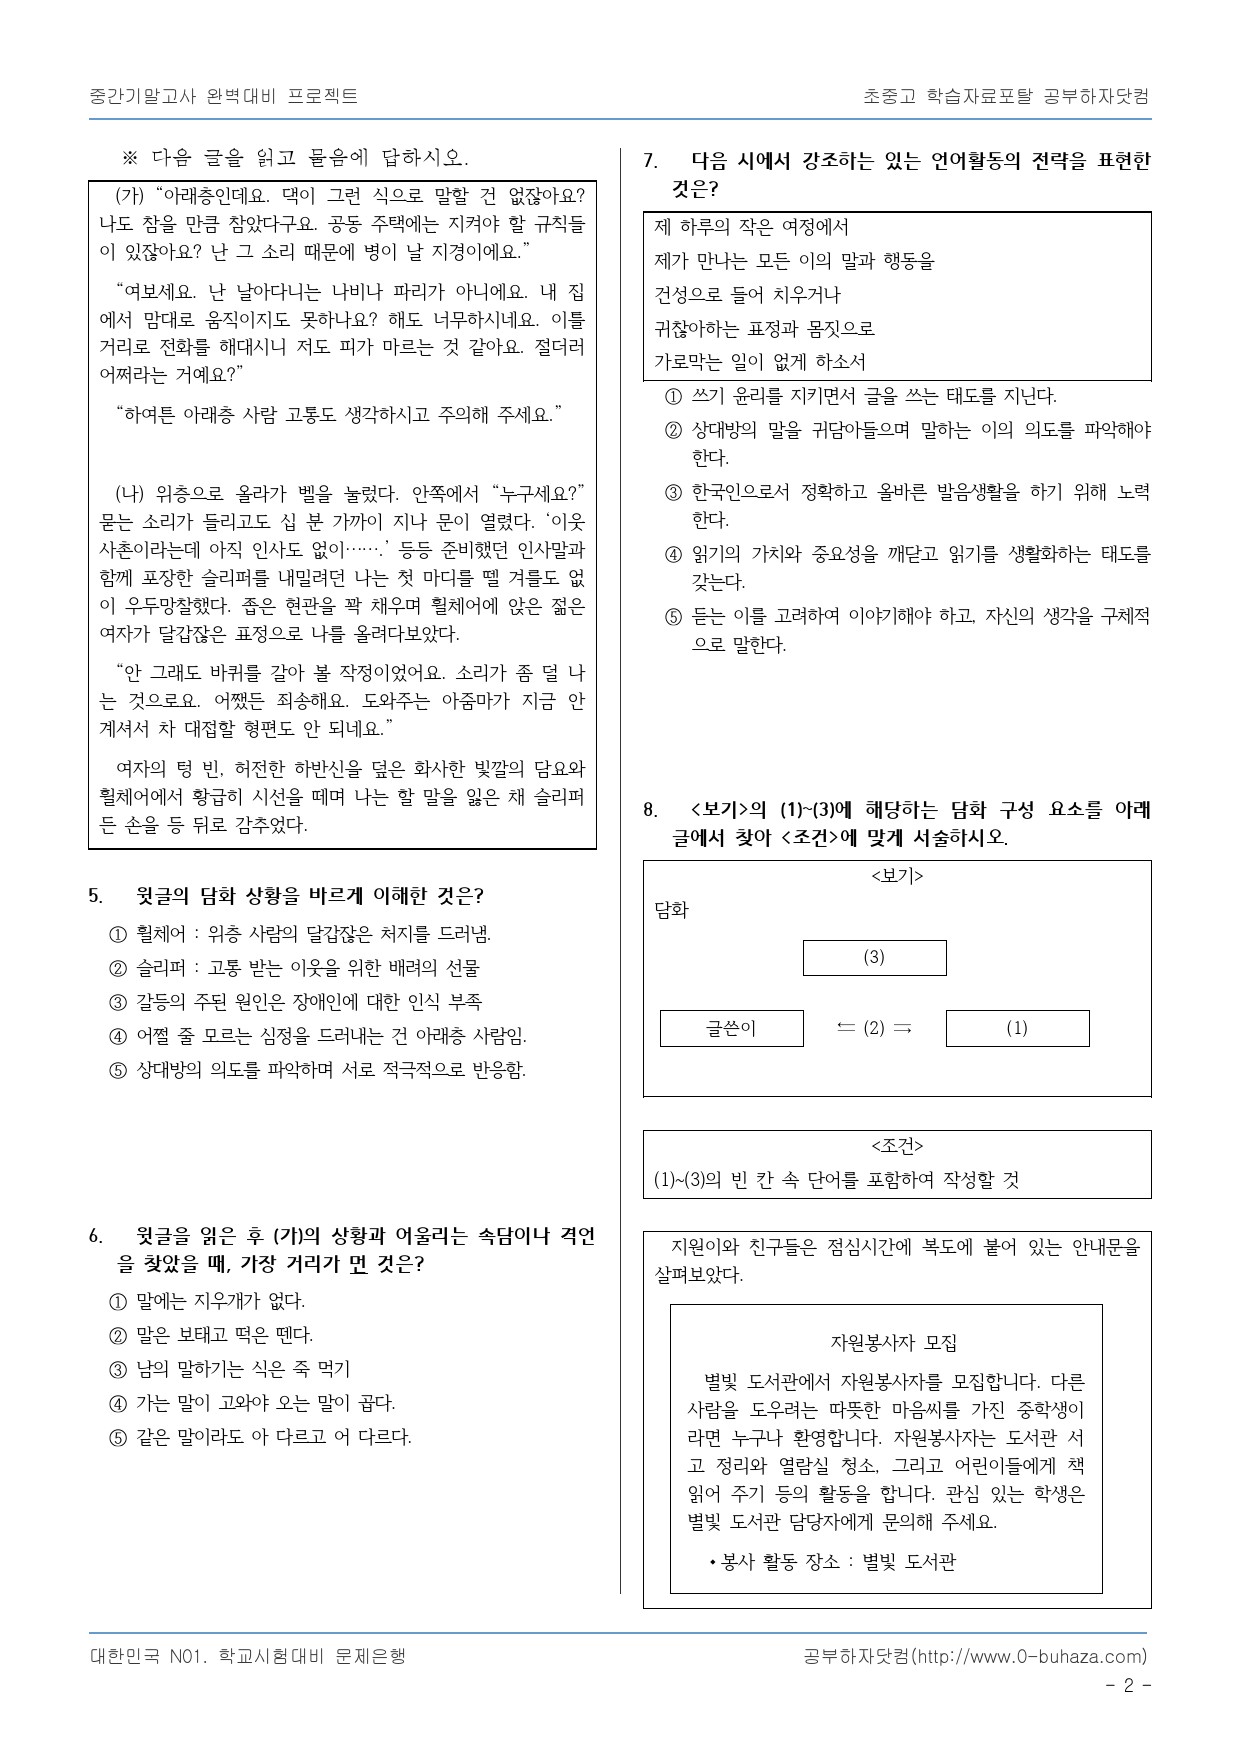 중간기말고사 완벽대비 프로젝트
초중고 학습자료포탈 공부하자닷컴
※ 다음 글을 읽고 물음에 답하시오.
(가) “아래층인데요. 댁이 그런 식으로 말할 건 없잖아요?
나도 참을 만큼 참았다구요. 공동 주택에는 지켜야 할 규칙들
이 있잖아요? 난 그 소리 때문에 병이 날 지경이에요.”
“여보세요. 난 날아다니는 나비나 파리가 아니에요. 내 집
에서 맘대로 움직이지도 못하나요? 해도 너무하시네요. 이틀
거리로 전화를 해대시니 저도 피가 마르는 것 같아요. 절더러
어쩌라는 거예요?”
“하여튼 아래층 사람 고통도 생각하시고 주의해 주세요.”
(나) 위층으로 올라가 벨을 눌렀다. 안쪽에서 “누구세요?”
묻는 소리가 들리고도 십 분 가까이 지나 문이 열렸다. ‘이웃
사촌이라는데 아직 인사도 없이…….’ 등등 준비했던 인사말과
함께 포장한 슬리퍼를 내밀려던 나는 첫 마디를 뗄 겨를도 없
이 우두망찰했다. 좁은 현관을 꽉 채우며 휠체어에 앉은 젊은
여자가 달갑잖은 표정으로 나를 올려다보았다.
“안 그래도 바퀴를 갈아 볼 작정이었어요. 소리가 좀 덜 나
는 것으로요. 어쨌든 죄송해요. 도와주는 아줌마가 지금 안
계셔서 차 대접할 형편도 안 되네요.”
여자의 텅 빈, 허전한 하반신을 덮은 화사한 빛깔의 담요와
휠체어에서 황급히 시선을 떼며 나는 할 말을 잃은 채 슬리퍼
든 손을 등 뒤로 감추었다.
5. 윗글의 담화 상황을 바르게 이해한 것은?
① 휠체어 : 위층 사람의 달갑잖은 처지를 드러냄.
② 슬리퍼 : 고통 받는 이웃을 위한 배려의 선물
③ 갈등의 주된 원인은 장애인에 대한 인식 부족
④ 어쩔 줄 모르는 심정을 드러내는 건 아래층 사람임.
⑤ 상대방의 의도를 파악하며 서로 적극적으로 반응함.
6. 윗글을 읽은 후 (가)의 상황과 어울리는 속담이나 격언
을 찾았을 때, 가장 거리가 먼 것은?
① 말에는 지우개가 없다.
② 말은 보태고 떡은 뗀다.
③ 남의 말하기는 식은 죽 먹기
④ 가는 말이 고와야 오는 말이 곱다.
⑤ 같은 말이라도 아 다르고 어 다르다.
7. 다음 시에서 강조하는 있는 언어활동의 전략을 표현한
것은?
제 하루의 작은 여정에서
제가 만나는 모든 이의 말과 행동을
건성으로 들어 치우거나
귀찮아하는 표정과 몸짓으로
가로막는 일이 없게 하소서
① 쓰기 윤리를 지키면서 글을 쓰는 태도를 지닌다.
② 상대방의 말을 귀담아들으며 말하는 이의 의도를 파악해야
한다.
③ 한국인으로서 정확하고 올바른 발음생활을 하기 위해 노력
한다.
④ 읽기의 가치와 중요성을 깨닫고 읽기를 생활화하는 태도를
갖는다.
⑤ 듣는 이를 고려하여 이야기해야 하고, 자신의 생각을 구체적
으로 말한다.
8. <보기>의 (1)~(3)에 해당하는 담화 구성 요소를 아래
글에서 찾아 <조건>에 맞게 서술하시오.
<보기>
담화
(3)
글쓴이 ⇐ (2) ⇒ (1)
<조건>
(1)~(3)의 빈 칸 속 단어를 포함하여 작성할 것
지원이와 친구들은 점심시간에 복도에 붙어 있는 안내문을
살펴보았다.
자원봉사자 모집
별빛 도서관에서 자원봉사자를 모집합니다. 다른
사람을 도우려는 따뜻한 마음씨를 가진 중학생이
라면 누구나 환영합니다. 자원봉사자는 도서관 서
고 정리와 열람실 청소, 그리고 어린이들에게 책
읽어 주기 등의 활동을 합니다. 관심 있는 학생은
별빛 도서관 담당자에게 문의해 주세요.
• 봉사 활동 장소 : 별빛 도서관
대한민국 N01. 학교시험대비 문제은행
공부하자닷컴(http://www.0-buhaza.com)
- 2 -